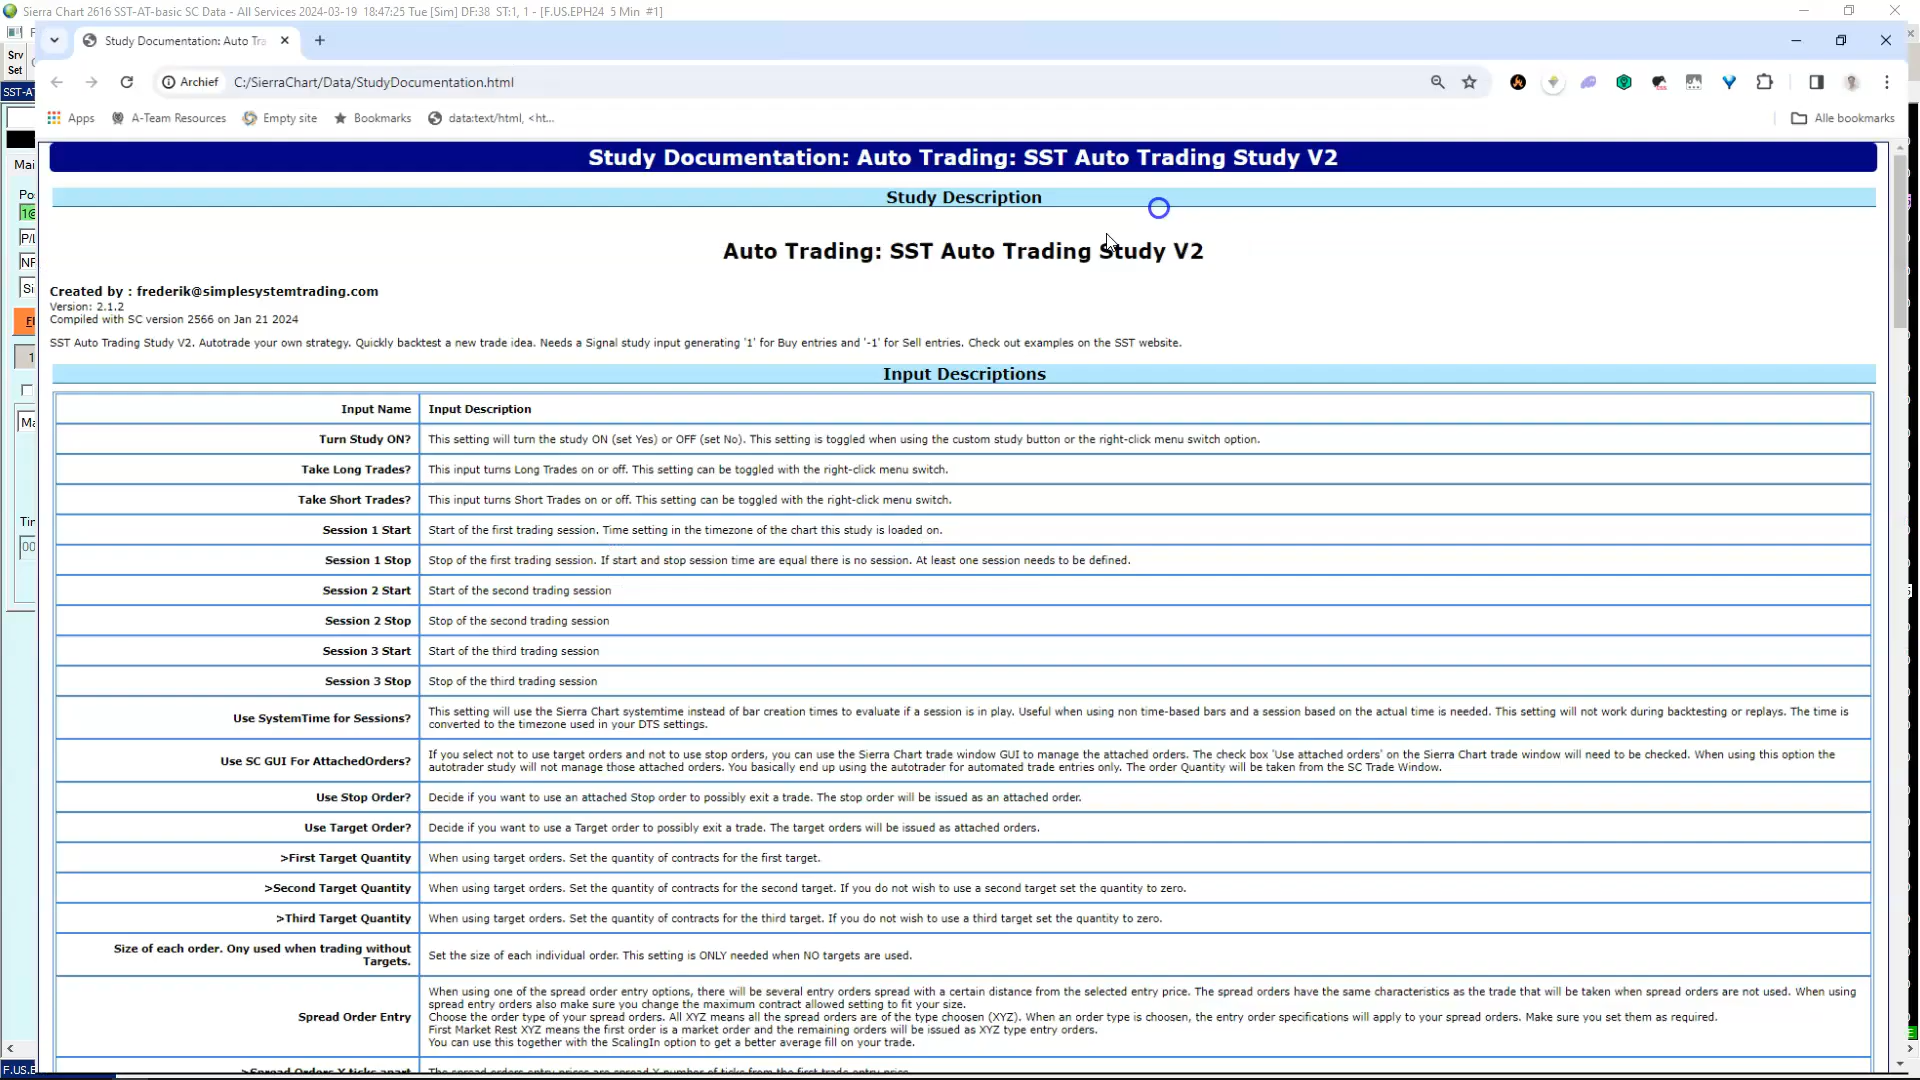 Sierra Chart 2616 SST-AT-basic SC Data - All Services 2024-03-19 18:47:25 Tue [Sim] DF:38 ST:1, 1 - [F.US.EPH24 5 Min #1]
Srv
Set
Study Documentation: Auto Tra
Archief C:/SierraChart/Data/StudyDocumentation.html
Apps A-Team Resources Empty site Bookmarks data:text/html, <ht... Alle bookmarks
Study Documentation: Auto Trading: SST Auto Trading Study V2
Study Description
Auto Trading: SST Auto Trading Study V2
Created by : frederik@simplesystemtrading.com
Version: 2.1.2
Compiled with SC version 2566 on Jan 21 2024
SST Auto Trading Study V2. Autotrade your own strategy. Quickly backtest a new trade idea. Needs a Signal study input generating '1' for Buy entries and '-1' for Sell entries. Check out examples on the SST website.
Input Descriptions
Input Name Input Description
Turn Study ON? This setting will turn the study ON (set Yes) or OFF (set No). This setting is toggled when using the custom study button or the right-click menu switch option.
Take Long Trades? This input turns Long Trades on or off. This setting can be toggled with the right-click menu switch.
Take Short Trades? This input turns Short Trades on or off. This setting can be toggled with the right-click menu switch.
Session 1 Start Start of the first trading session. Time setting in the timezone of the chart this study is loaded on.
Session 1 Stop Stop of the first trading session. If start and stop session time are equal there is no session. At least one session needs to be defined.
Session 2 Start Start of the second trading session
Session 2 Stop Stop of the second trading session
Session 3 Start Start of the third trading session
Session 3 Stop Stop of the third trading session
Use SystemTime for Sessions? This setting will use the Sierra Chart systemtime instead of bar creation times to evaluate if a session is in play. Useful when using non time-based bars and a session based on the actual time is needed. This setting will not work during backtesting or replays. The time is
converted to the timezone used in your DTS settings.
Use SC GUI For AttachedOrders? If you select not to use target orders and not to use stop orders, you can use the Sierra Chart trade window GUI to manage the attached orders. The check box 'Use attached orders' on the Sierra Chart trade window will need to be checked. When using this option the
autotrader study will not manage those attached orders. You basically end up using the autotrader for automated trade entries only. The order Quantity will be taken from the SC Trade Window.
Use Stop Order? Decide if you want to use an attached Stop order to possibly exit a trade. The stop order will be issued as an attached order.
Use Target Order? Decide if you want to use a Target order to possibly exit a trade. The target orders will be issued as attached orders.
>First Target Quantity When using target orders. Set the quantity of contracts for the first target.
>Second Target Quantity When using target orders. Set the quantity of contracts for the second target. If you do not wish to use a second target set the quantity to zero.
>Third Target Quantity When using target orders. Set the quantity of contracts for the third target. If you do not wish to use a third target set the quantity to zero.
Size of each order. Ony used when trading without
Targets.
Set the size of each individual order. This setting is ONLY needed when NO targets are used.
Spread Order Entry
When using one of the spread order entry options, there will be several entry orders spread with a certain distance from the selected entry price. The spread orders have the same characteristics as the trade that will be taken when spread orders are not used. When using
spread entry orders also make sure you change the maximum contract allowed setting to fit your size.
Choose the order type of your spread orders. All XYZ means all the spread orders are of the type choosen (XYZ). When an order type is choosen, the entry order specifications will apply to your spread orders. Make sure you set them as required.
First Market Rest XYZ means the first order is a market order and the remaining orders will be issued as XYZ type entry orders.
You can use this together with the ScalingIn option to get a better average fill on your trade.
>Spread Orders X ticks apart The spread orders entry prices are spread X number of ticks from the first trade entry price